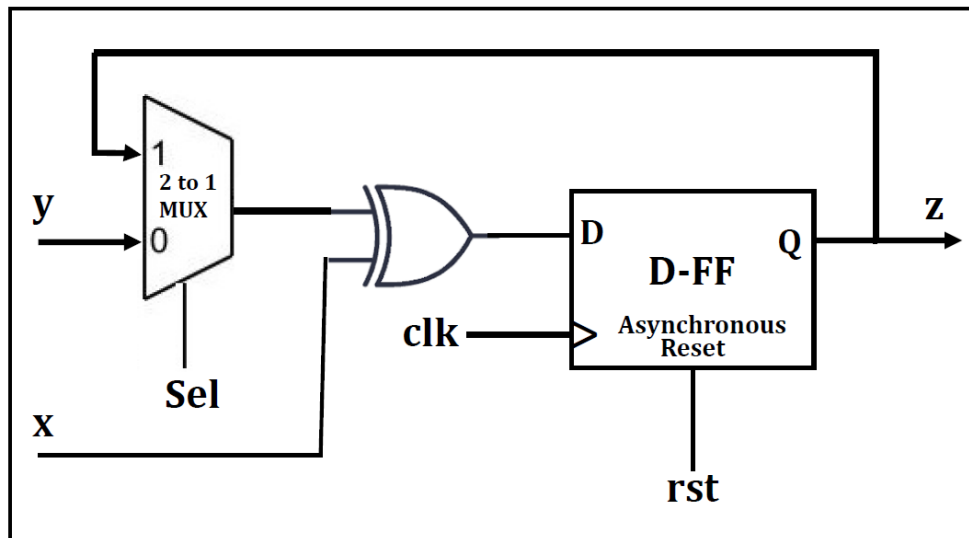 1
2 to 1
MUX
0
y
Sel
x
clk
D
Q
D-FF
Asynchronous
Reset
rst
z